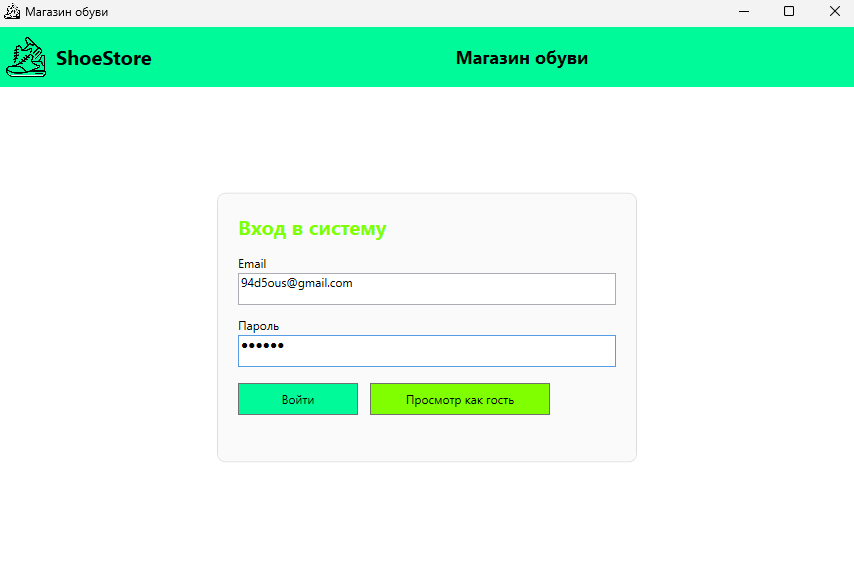 Магазин обуви
ShoeStore
Магазин обуви
Вход в систему
Email
94d5ous@gmail.com
Пароль
••••••
Войти
Просмотр как гость